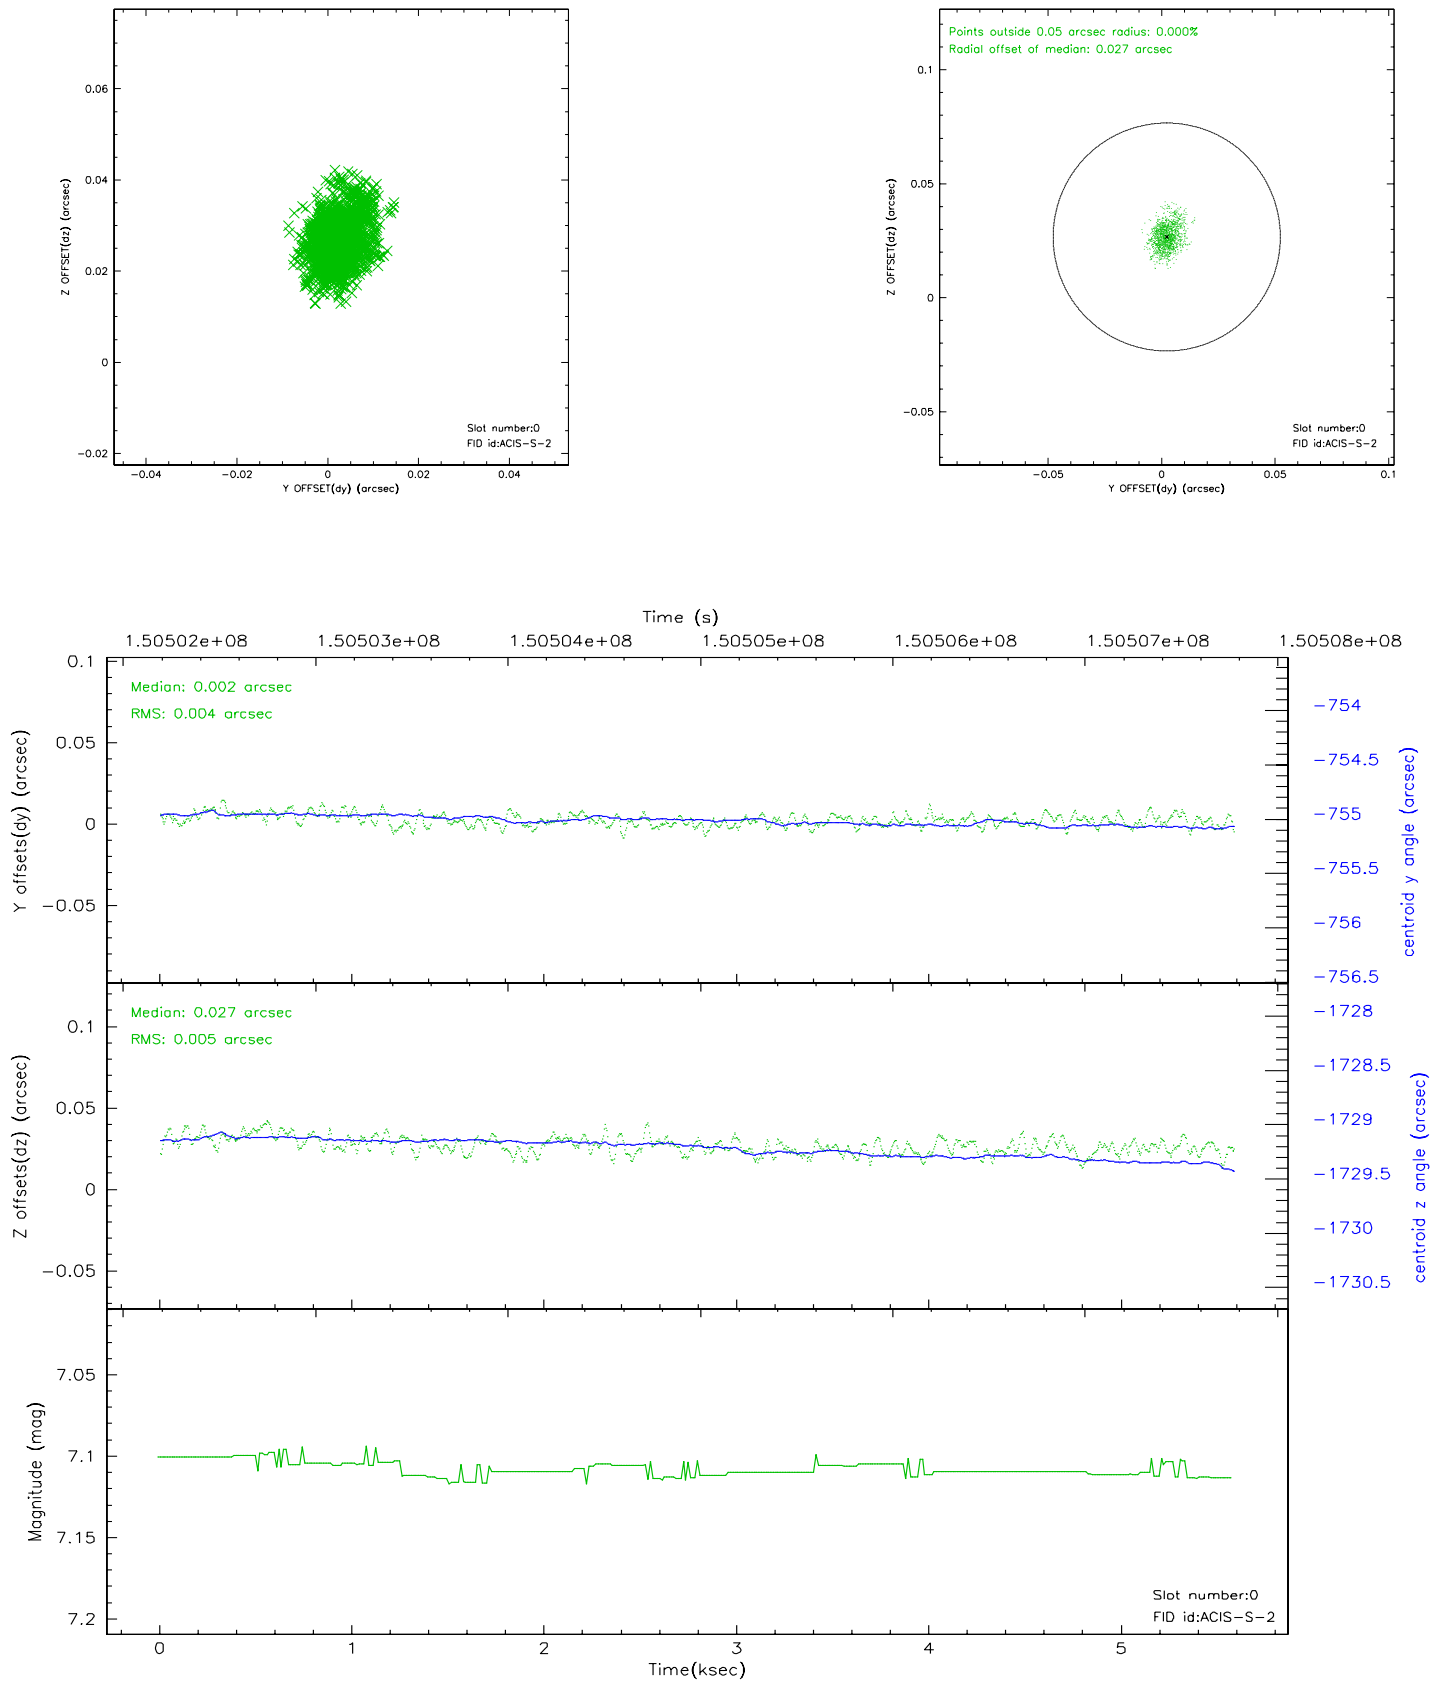 0.06
0.04
0.02
0
−0.02
Z OFFSET(dz) (arcsec)
Slot number:0
FID id:ACIS−S−2
−0.04 −0.02 0 0.02 0.04
Y OFFSET(dy) (arcsec)
Points outside 0.05 arcsec radius: 0.000%
Radial offset of median: 0.027 arcsec
0.1
0.05
0
−0.05
Z OFFSET(dz) (arcsec)
Slot number:0
FID id:ACIS−S−2
−0.05 0 0.05 0.1
Y OFFSET(dy) (arcsec)
Time (s)
1.50502e+08 1.50503e+08 1.50504e+08 1.50505e+08 1.50506e+08 1.50507e+08 1.50508e+08
Median: 0.002 arcsec
RMS: 0.004 arcsec
0.1
0.05
0
−0.05
Y offsets(dy) (arcsec)
−754
−754.5
−755
−755.5
−756
−756.5
centroid y angle (arcsec)
Median: 0.027 arcsec
RMS: 0.005 arcsec
0.1
0.05
0
−0.05
Z offsets(dz) (arcsec)
−1728
−1728.5
−1729
−1729.5
−1730
−1730.5
centroid z angle (arcsec)
7.05
7.1
7.15
7.2
Magnitude (mag)
Slot number:0
FID id:ACIS−S−2
0 1 2 3 4 5
Time(ksec)